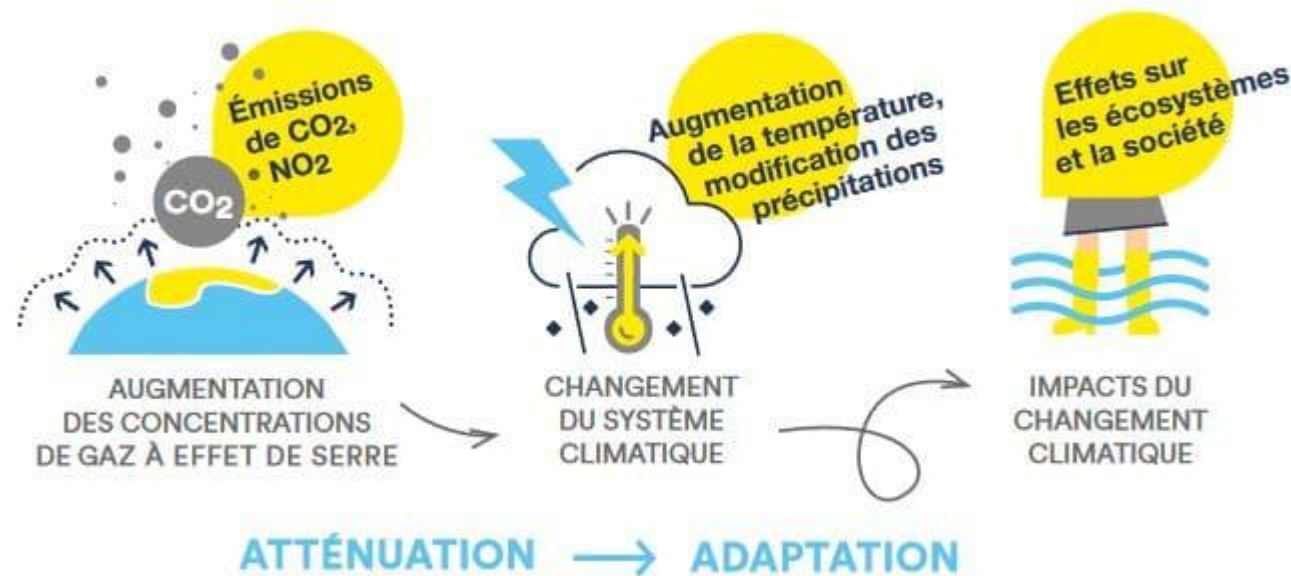 Émissions
de CO2,
NO2
CO2
AUGMENTATION
DES CONCENTRATIONS
DE GAZ À EFFET DE SERRE
Augmentation
de la température,
modification des
précipitations
CHANGEMENT
DU SYSTÈME
CLIMATIQUE
Effets sur
les écosystèmes
et la société
IMPACTS DU
CHANGEMENT
CLIMATIQUE
ATTÉNUATION → ADAPTATION